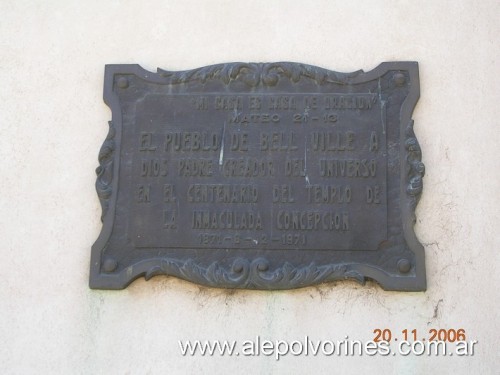 MI CASA ES CASA DE ORACION
MATEO 21-13
EL PUEBLO DE BELL VILLE A
DIOS PADRE CREADOR DEL UNIVERSO
EN EL CENTENARIO DEL TEMPLO DE
LA INMACULADA CONCEPCION
20.11.2006
www.alepolvorines.com.ar